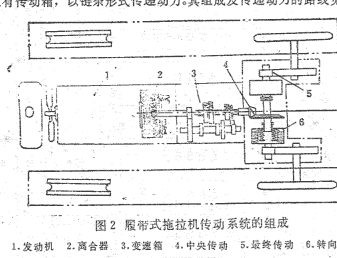 有传动箱，以链条形式传递动力。其组成及传递动力的路线见
1 2 3 4 5 6
图 2 履带式拖拉机传动系统的组成
1.发动机 2.离合器 3.变速箱 4.中央传动 5.最终传动 6.转向